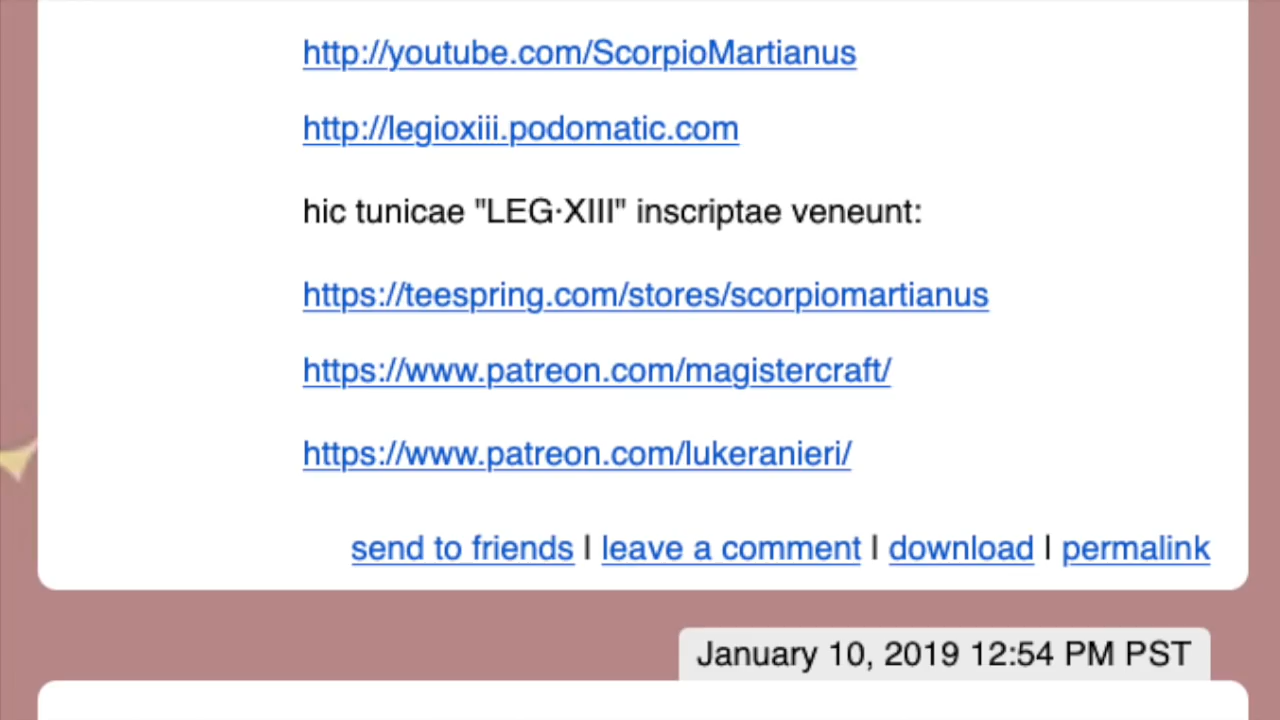 http://youtube.com/ScorpioMartianus
http://legioxiii.podomatic.com
hic tunicae "LEG·XIII" inscriptae veneunt:
https://teespring.com/stores/scorpiomartianus
https://www.patreon.com/magistercraft/
https://www.patreon.com/lukeranieri/
send to friends | leave a comment | download | permalink
January 10, 2019 12:54 PM PST